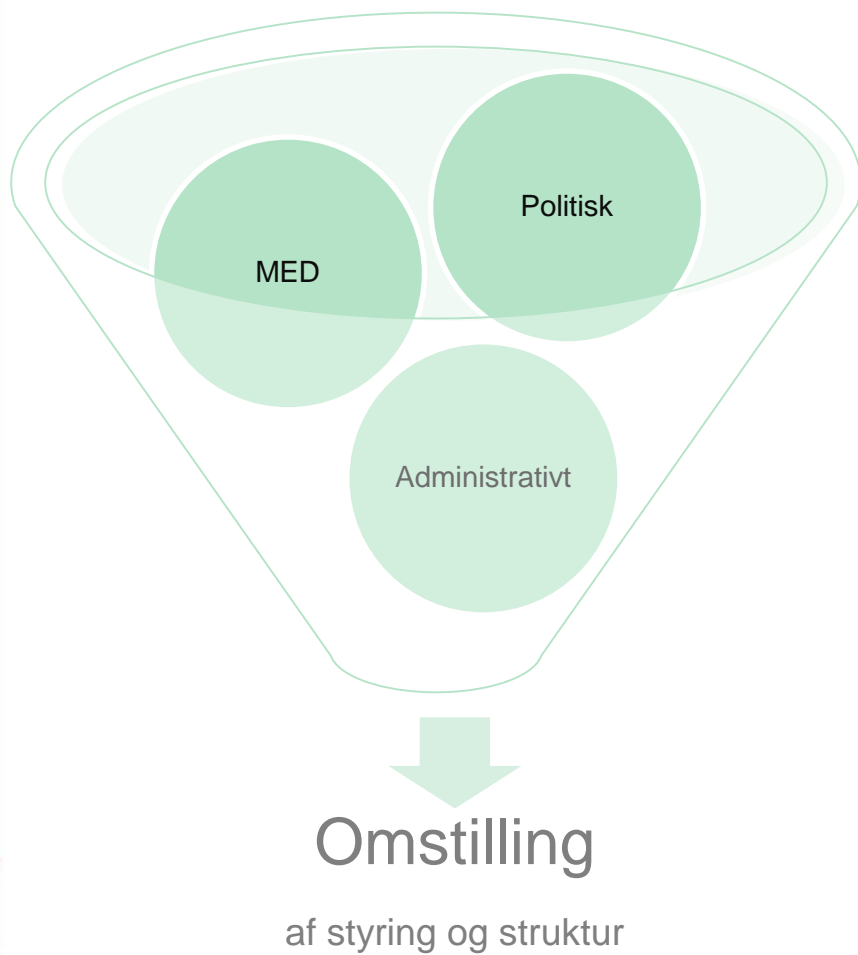 Politisk
MED
Administrativt
Omstilling
af styring og struktur